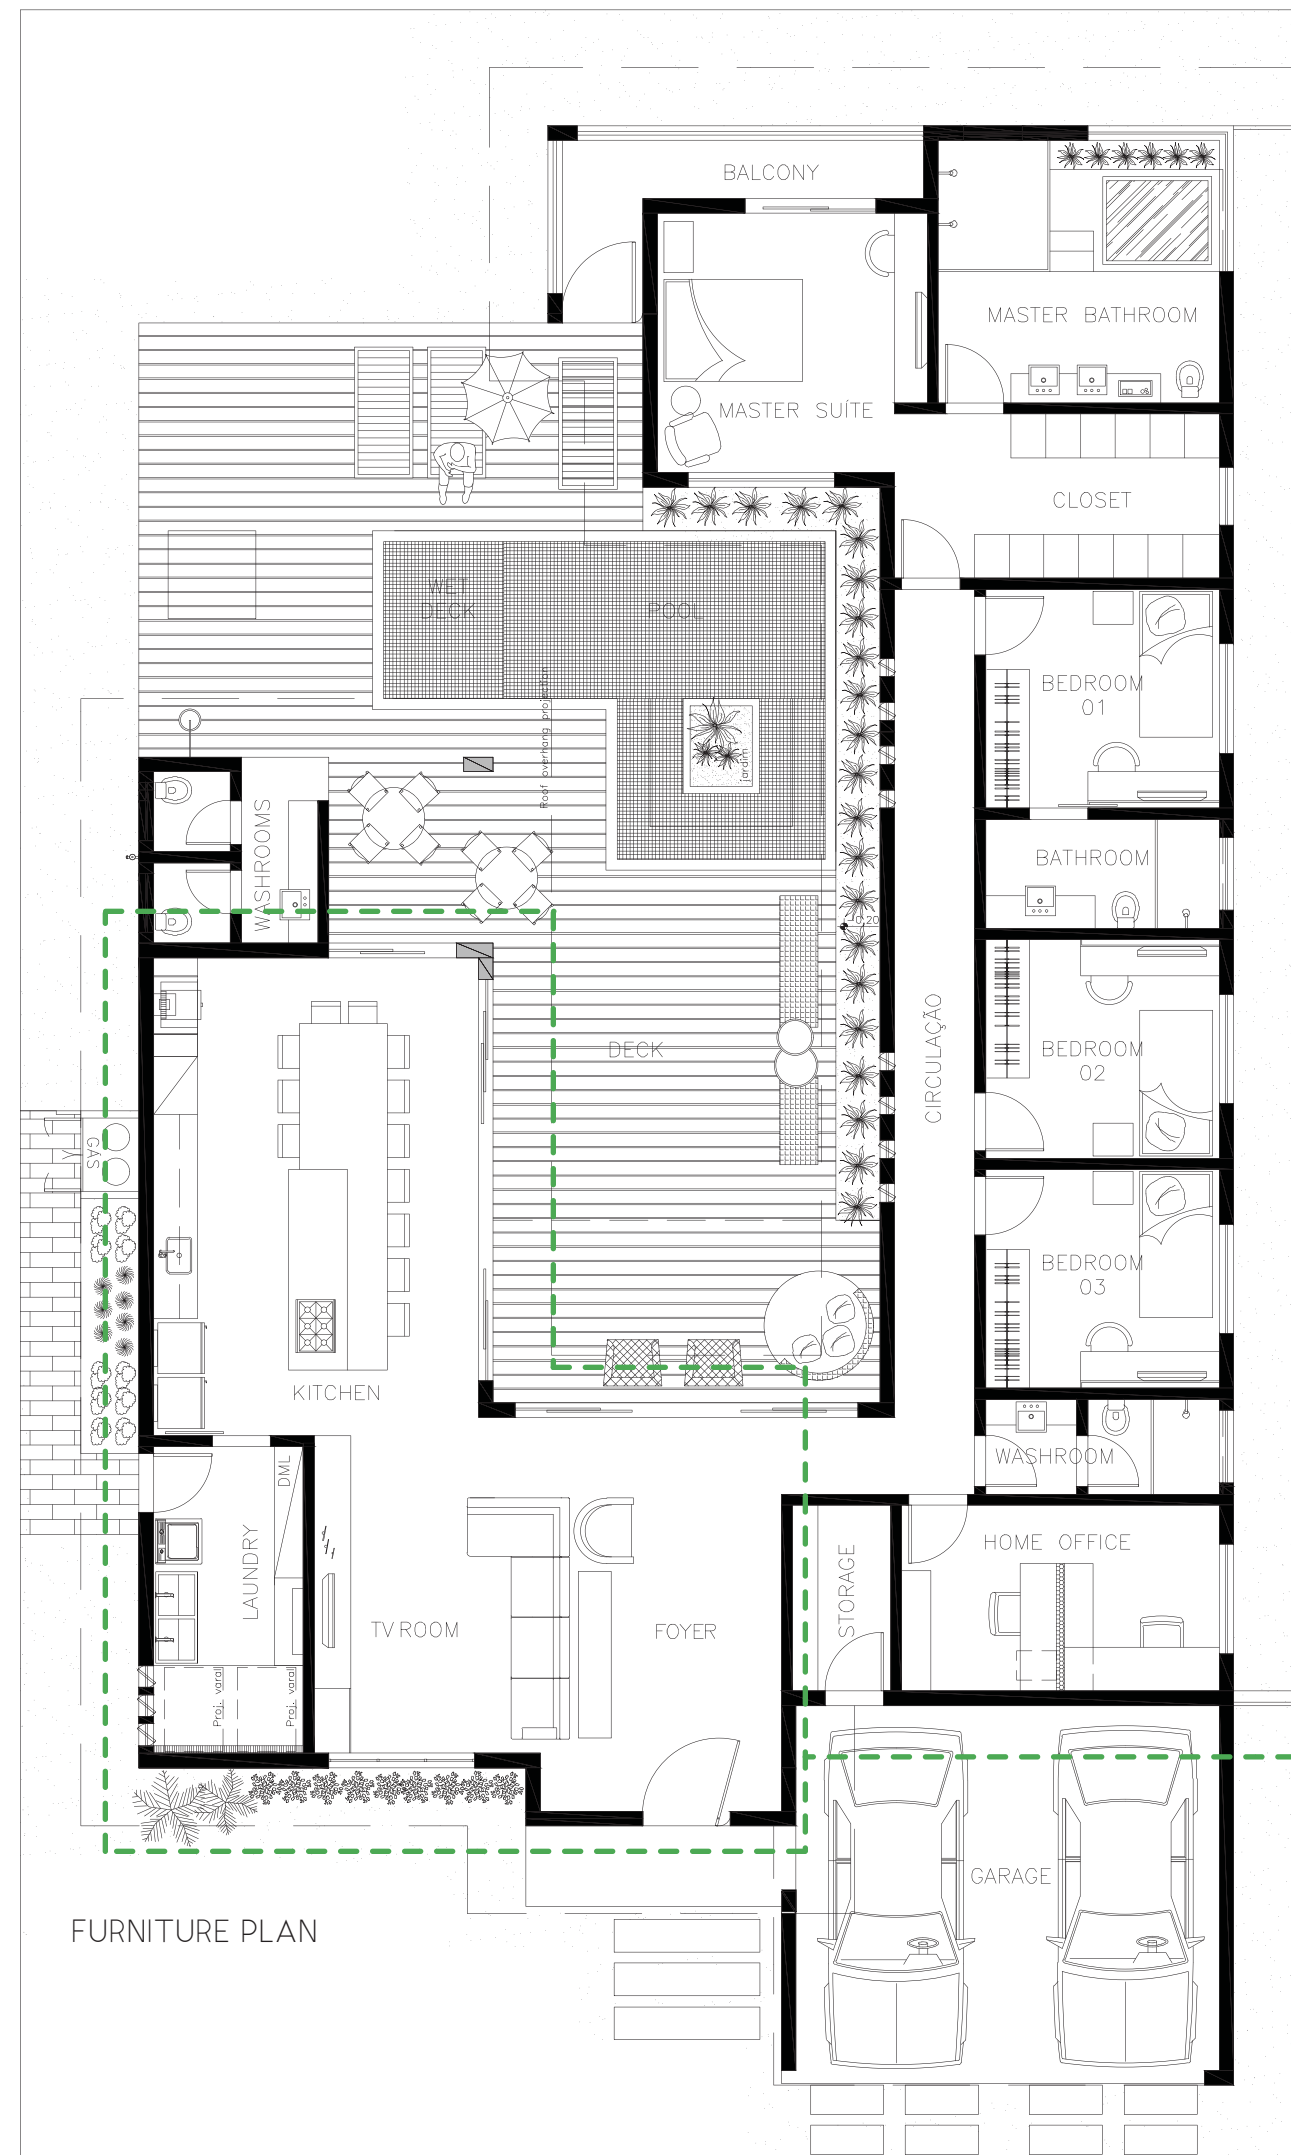 BALCONY
MASTER BATHROOM
MASTER SUÍTE
CLOSET
WET
DECK
POOL
BEDROOM
01
Roof overhang projection
jardim
WASHROOMS
BATHROOM
-0,20
CIRCULAÇÃO
DECK
BEDROOM
02
GÁS
BEDROOM
03
KITCHEN
WASHROOM
DML
LAUNDRY
HOME OFFICE
STORAGE
TV ROOM
FOYER
Proj. varal
Proj. varal
GARAGE
FURNITURE PLAN